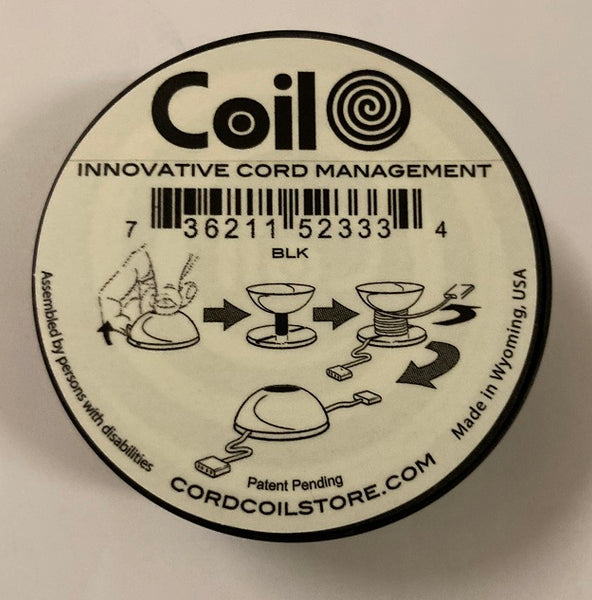 Coil
INNOVATIVE CORD MANAGEMENT
7 36211 52333 4
BLK
Assembled by persons with disabilities
Made in Wyoming, USA
Patent Pending
CORDCOILSTORE.COM